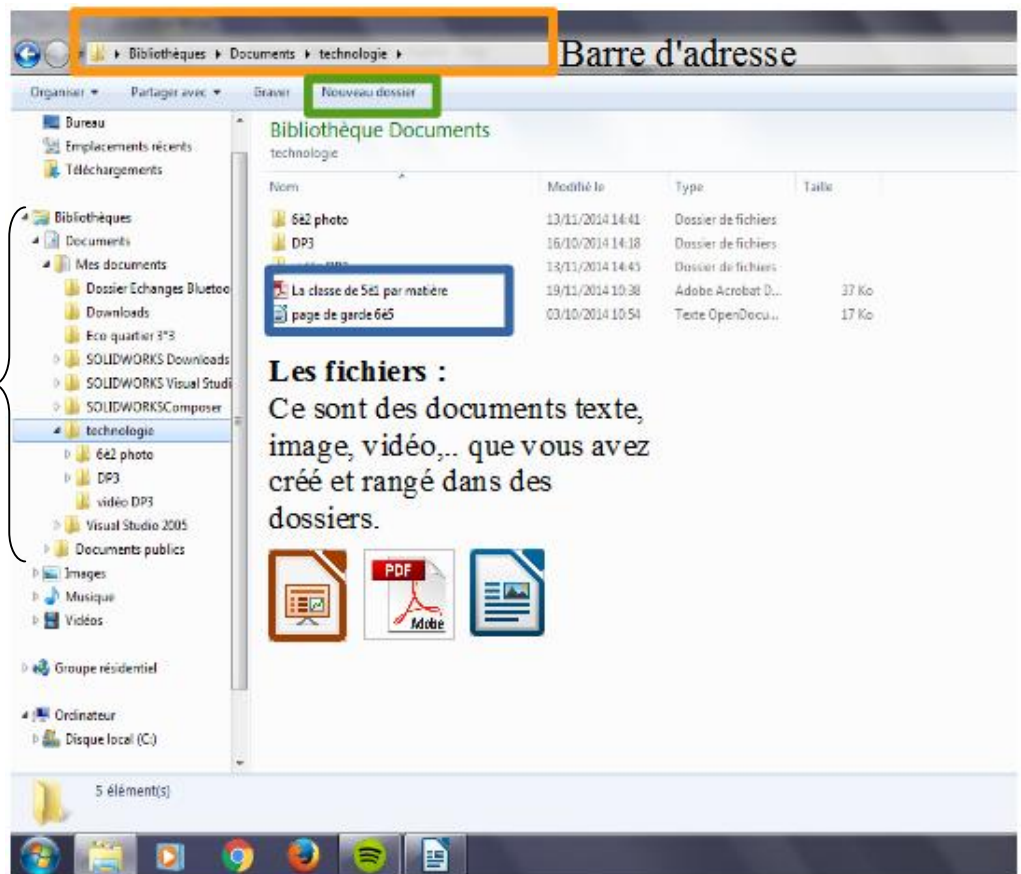 Bibliothèques Documents technologie
Barre d'adresse
Organiser Partager avec Graver Nouveau dossier
Bureau
Emplacements récents
Téléchargements
Bibliothèques
Documents
Mes documents
Dossier Echanges Bluetoo
Downloads
Eco quartier 3°3
SOLIDWORKS Downloads
SOLIDWORKS Visual Studi
SOLIDWORKSComposer
technologie
6è2 photo
DP3
vidéo DP3
Visual Studio 2005
Documents publics
Images
Musique
Vidéos
Groupe résidentiel
Ordinateur
Disque local (C:)
Bibliothèque Documents
technologie
Nom Modifié le Type Taille
6è2 photo 13/11/2014 14:41 Dossier de fichiers
DP3 16/10/2014 14:18 Dossier de fichiers
13/11/2014 14:45 Dossier de fichiers
La classe de 5è1 par matière 19/11/2014 10:38 Adobe Acrobat D... 37 Ko
page de garde 6è5 03/10/2014 10:54 Texte OpenDocu... 17 Ko
Les fichiers :
Ce sont des documents texte,
image, vidéo,.. que vous avez
créé et rangé dans des
dossiers.
PDF
Adobe
5 élément(s)